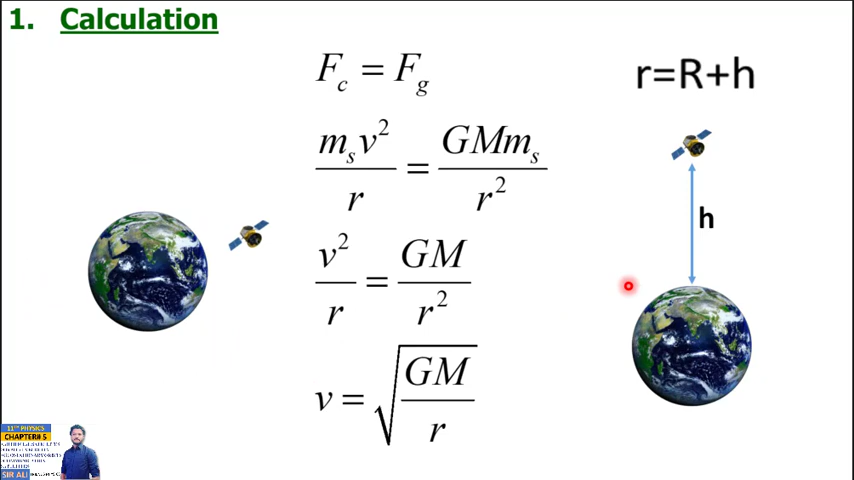 1. Calculation
F_c = F_g
r=R+h
m_s v^2 / r = GMm_s / r^2
h
v^2 / r = GM / r^2
v = √(GM / r)
11TH PHYSICS
CHAPTER# 5
SIR ALI